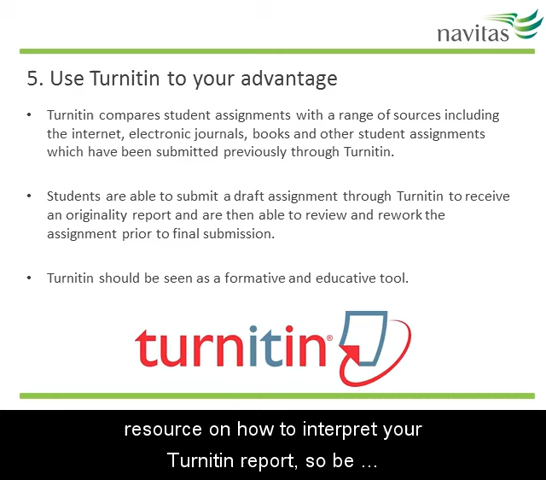 navitas
5. Use Turnitin to your advantage
• Turnitin compares student assignments with a range of sources including
the internet, electronic journals, books and other student assignments
which have been submitted previously through Turnitin.
• Students are able to submit a draft assignment through Turnitin to receive
an originality report and are then able to review and rework the
assignment prior to final submission.
• Turnitin should be seen as a formative and educative tool.
turnitin®
resource on how to interpret your
Turnitin report, so be ...